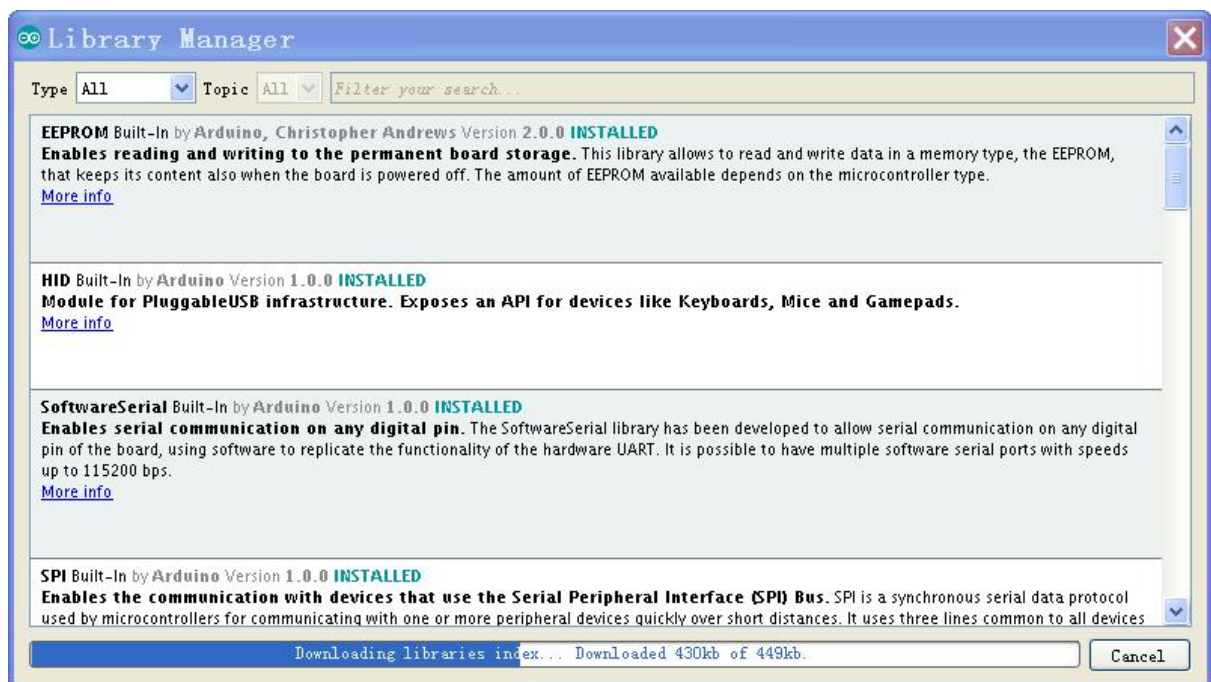 Library Manager
Type All Topic All Filter your search...
EEPROM Built-In by Arduino, Christopher Andrews Version 2.0.0 INSTALLED
Enables reading and writing to the permanent board storage. This library allows to read and write data in a memory type, the EEPROM,
that keeps its content also when the board is powered off. The amount of EEPROM available depends on the microcontroller type.
More info
HID Built-In by Arduino Version 1.0.0 INSTALLED
Module for PluggableUSB infrastructure. Exposes an API for devices like Keyboards, Mice and Gamepads.
More info
SoftwareSerial Built-In by Arduino Version 1.0.0 INSTALLED
Enables serial communication on any digital pin. The SoftwareSerial library has been developed to allow serial communication on any digital
pin of the board, using software to replicate the functionality of the hardware UART. It is possible to have multiple software serial ports with speeds
up to 115200 bps.
More info
SPI Built-In by Arduino Version 1.0.0 INSTALLED
Enables the communication with devices that use the Serial Peripheral Interface (SPI) Bus. SPI is a synchronous serial data protocol
used by microcontrollers for communicating with one or more peripheral devices quickly over short distances. It uses three lines common to all devices
Downloading libraries index... Downloaded 430kb of 449kb.
Cancel